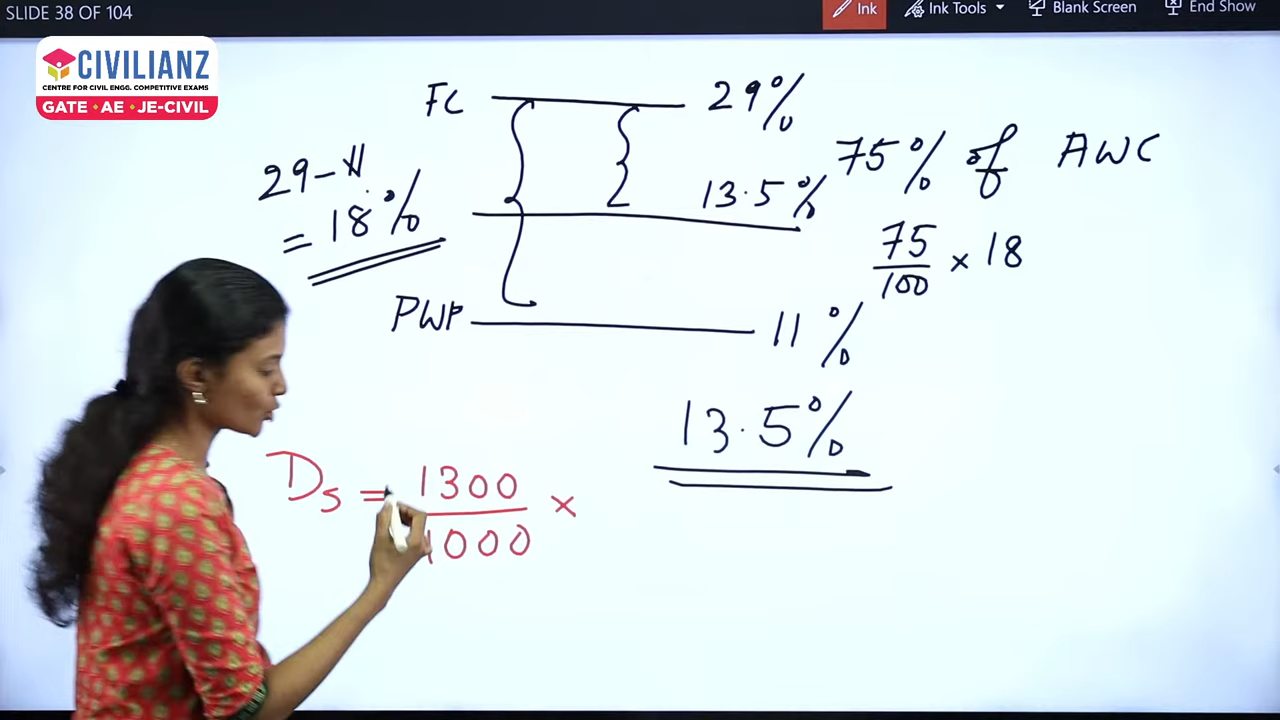 SLIDE 38 OF 104
Ink
Ink Tools
Blank Screen
End Show
CIVILIANZ
CENTRE FOR CIVIL ENGG. COMPETITIVE EXAMS
GATE • AE • JE-CIVIL
FC 29%
29-11
= 18%
13.5%
75% of AWC
75/100 × 18
PWP 11%
13.5%
Ds = 1300/1000 ×